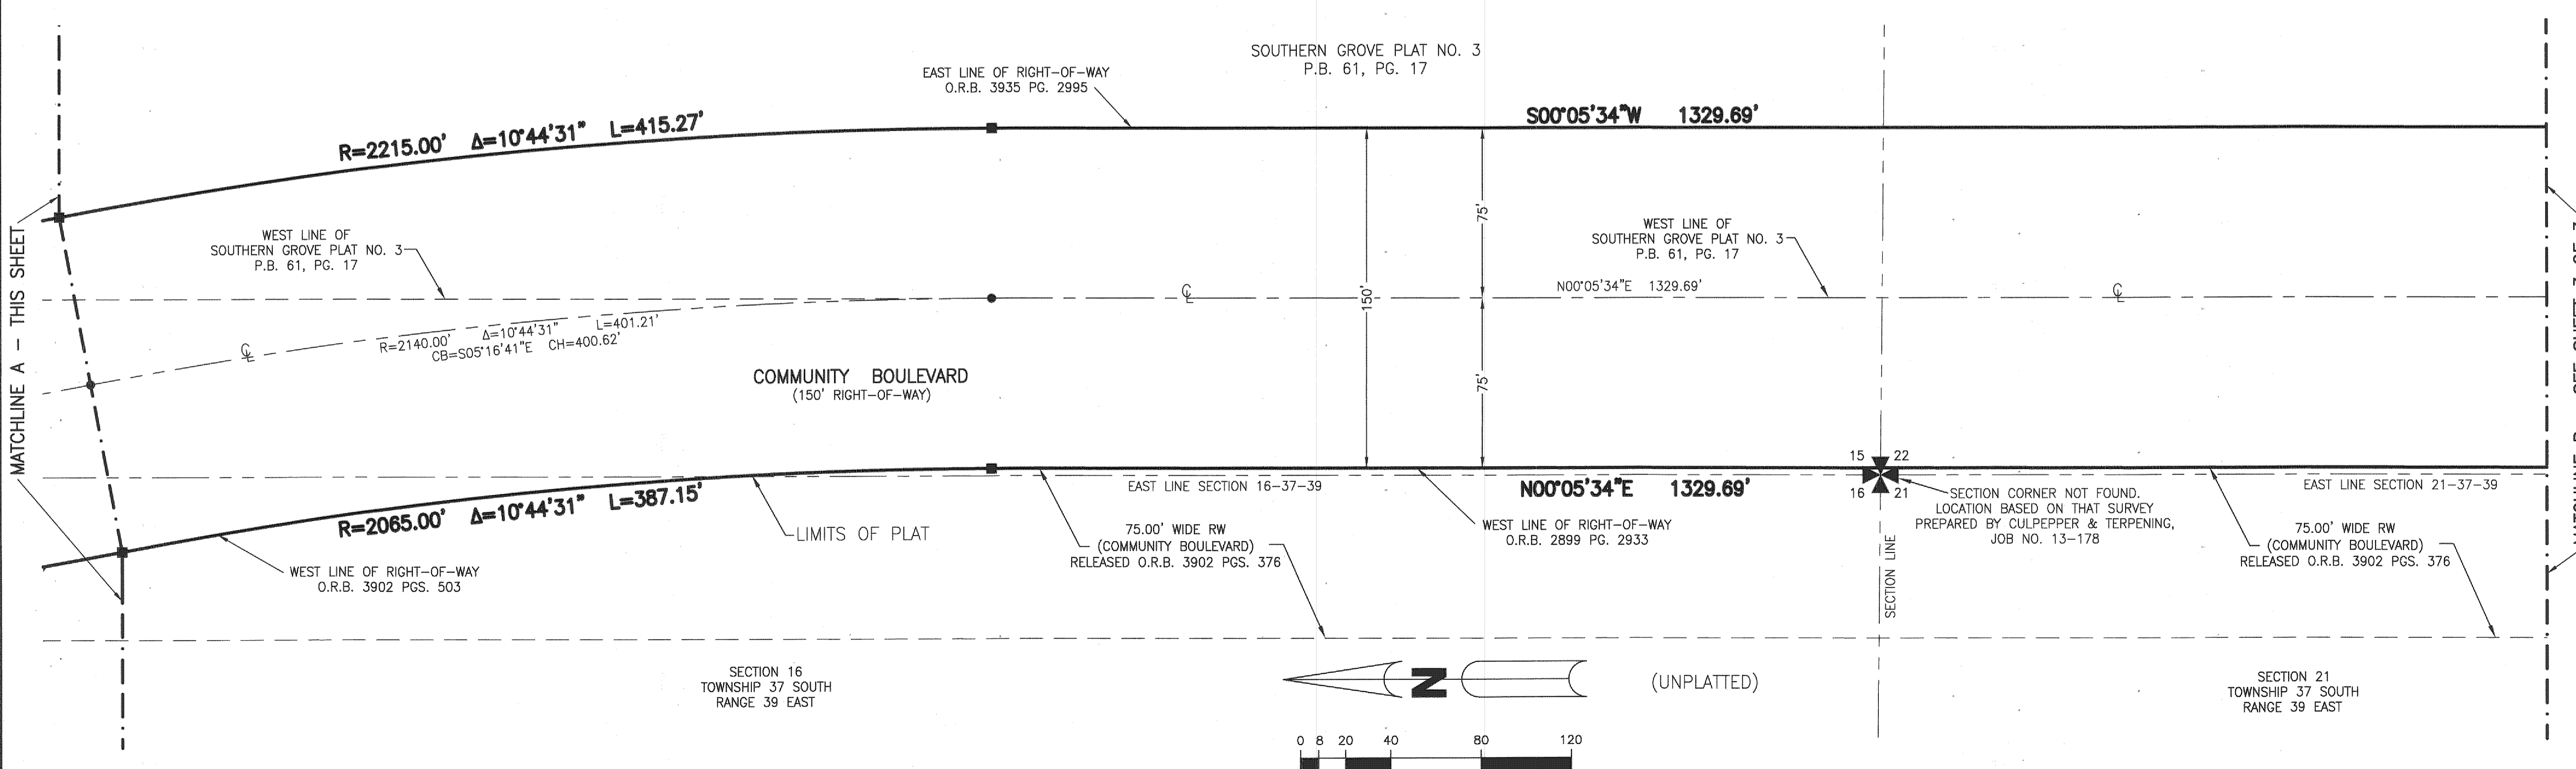 SOUTHERN GROVE PLAT NO. 3
P.B. 61, PG. 17
EAST LINE OF RIGHT-OF-WAY
O.R.B. 3935 PG. 2995
R=2215.00' Δ=10°44'31" L=415.27'
S00°05'34"W 1329.69'
MATCHLINE A - THIS SHEET
WEST LINE OF
SOUTHERN GROVE PLAT NO. 3
P.B. 61, PG. 17
75'
WEST LINE OF
SOUTHERN GROVE PLAT NO. 3
P.B. 61, PG. 17
150'
N00°05'34"E 1329.69'
R=2140.00' Δ=10°44'31" L=401.21'
CB=S05°16'41"E CH=400.62'
COMMUNITY BOULEVARD
(150' RIGHT-OF-WAY)
75'
15 22
16 21
EAST LINE SECTION 16-37-39
N00°05'34"E 1329.69'
EAST LINE SECTION 21-37-39
R=2065.00' Δ=10°44'31" L=387.15'
LIMITS OF PLAT
75.00' WIDE RW
(COMMUNITY BOULEVARD)
RELEASED O.R.B. 3902 PGS. 376
WEST LINE OF RIGHT-OF-WAY
O.R.B. 2899 PG. 2933
SECTION CORNER NOT FOUND.
LOCATION BASED ON THAT SURVEY
PREPARED BY CULPEPPER & TERPENING,
JOB NO. 13-178
75.00' WIDE RW
(COMMUNITY BOULEVARD)
RELEASED O.R.B. 3902 PGS. 376
WEST LINE OF RIGHT-OF-WAY
O.R.B. 3902 PGS. 503
SECTION LINE
SECTION 16
TOWNSHIP 37 SOUTH
RANGE 39 EAST
N
(UNPLATTED)
SECTION 21
TOWNSHIP 37 SOUTH
RANGE 39 EAST
0 8 20 40 80 120